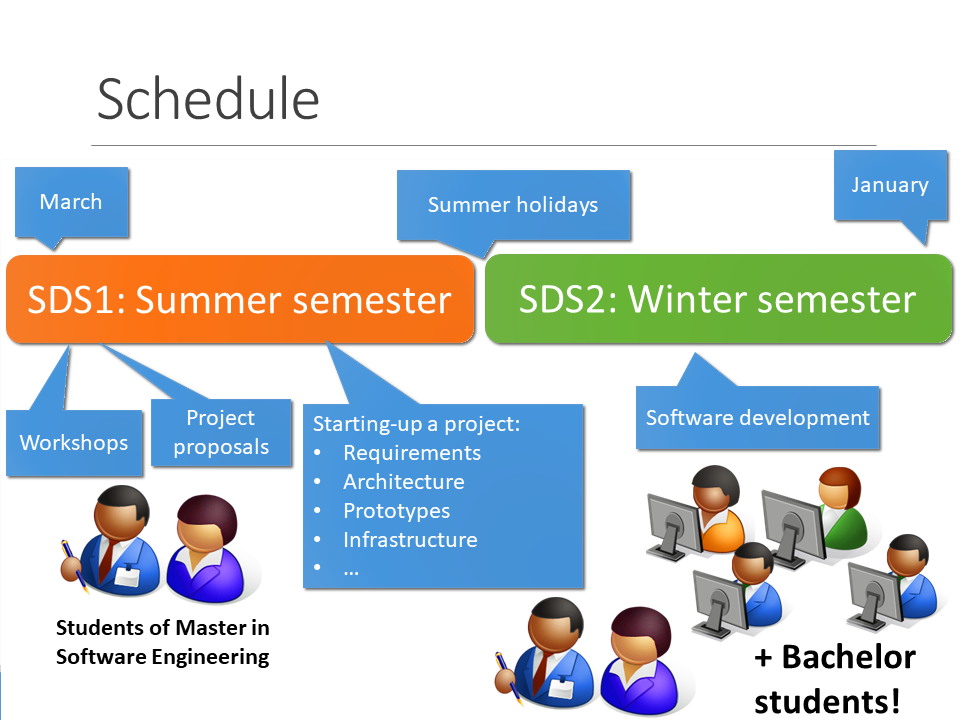 Schedule
March
Summer holidays
January
SDS1: Summer semester
SDS2: Winter semester
Workshops
Project
proposals
Starting-up a project:
• Requirements
• Architecture
• Prototypes
• Infrastructure
• …
Software development
Students of Master in
Software Engineering
+ Bachelor
students!